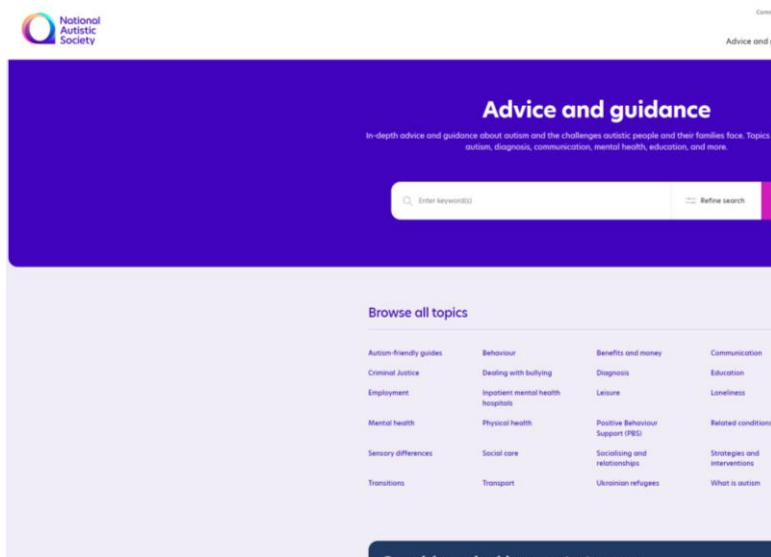 National
Autistic
Society
Advice and
Advice and guidance
In-depth advice and guidance about autism and the challenges autistic people and their families face. Topics
autism, diagnosis, communication, mental health, education, and more.
Enter keyword(s)
Refine search
Browse all topics
Autism-friendly guides Behaviour Benefits and money Communication
Criminal Justice Dealing with bullying Diagnosis Education
Employment Inpatient mental health Leisure Loneliness
hospitals
Mental health Physical health Positive Behaviour Related conditions
Support (PBS)
Sensory differences Social care Socialising and Strategies and
relationships interventions
Transitions Transport Ukrainian refugees What is autism